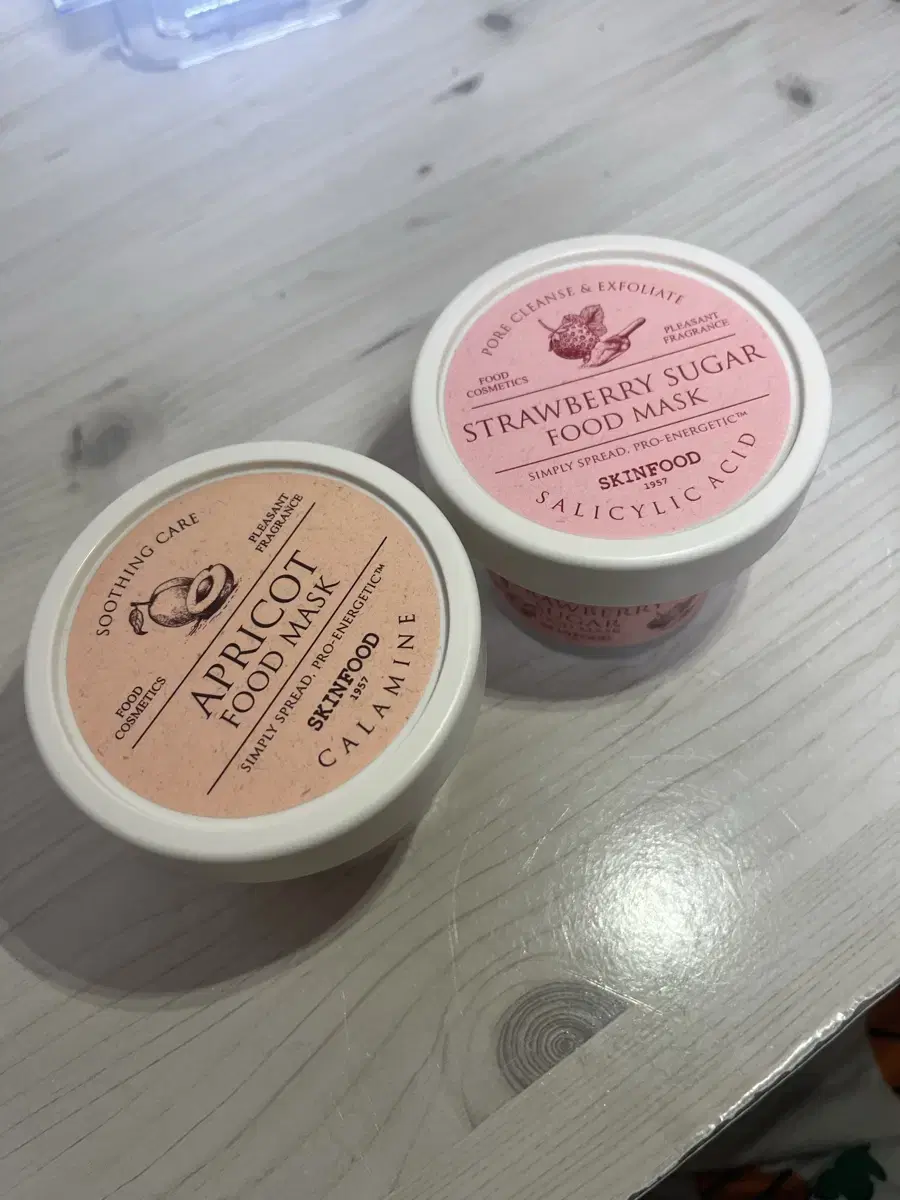 PORE CLEANSE & EXFOLIATE
FOOD
COSMETICS
PLEASANT
FRAGRANCE
STRAWBERRY SUGAR
FOOD MASK
SIMPLY SPREAD, PRO-ENERGETIC™
SKINFOOD
1957
SALICYLIC ACID
SUGAR
SOOTHING CARE
PLEASANT
FRAGRANCE
FOOD
COSMETICS
APRICOT
FOOD MASK
SIMPLY SPREAD, PRO-ENERGETIC™
SKINFOOD
1957
CALAMINE